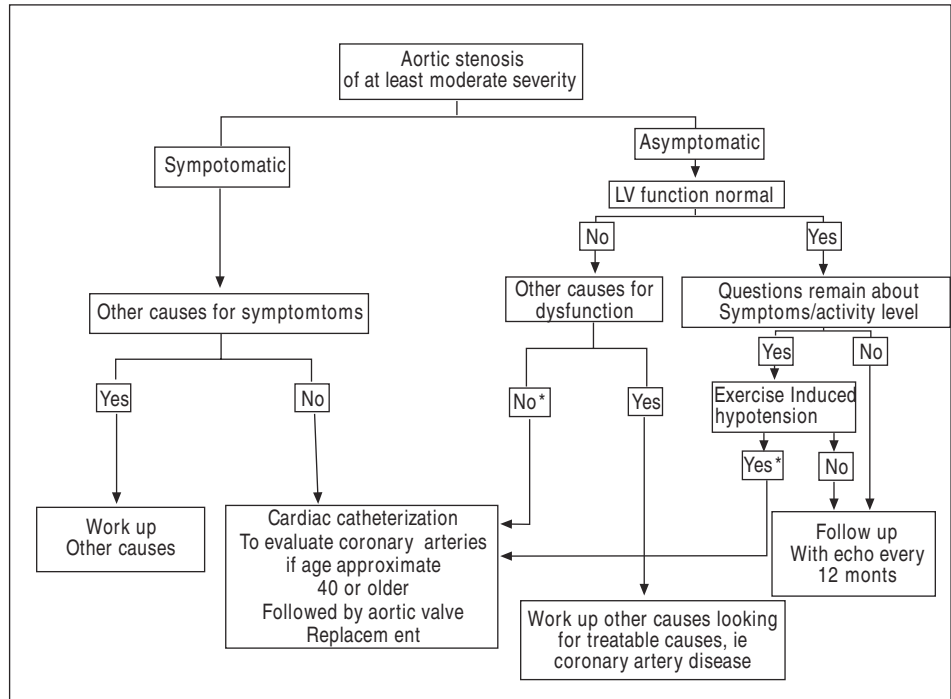 Aortic stenosis
of at least moderate severity
Sympotomatic
Asymptomatic
LV function normal
No
Yes
Other causes for symptomtoms
Other causes for
dysfunction
Questions remain about
Symptoms/activity level
Yes
No
Yes
No
No*
Yes
Exercise Induced
hypotension
Yes*
No
Work up
Other causes
Cardiac catheterization
To evaluate coronary arteries
if age approximate
40 or older
Followed by aortic valve
Replacem ent
Follow up
With echo every
12 monts
Work up other causes looking
for treatable causes, ie
coronary artery disease